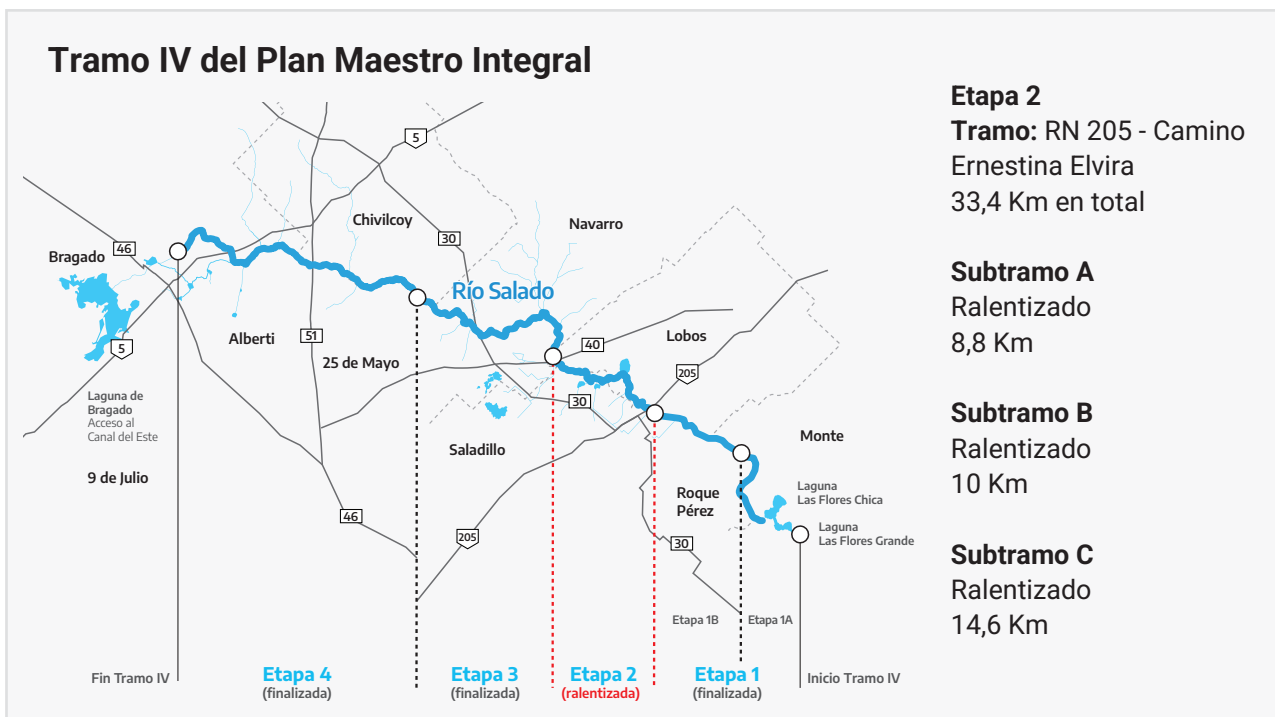 Tramo IV del Plan Maestro Integral
5
Chivilcoy
Navarro
30
46
Bragado
Río Salado
51
Alberti
25 de Mayo
40
Lobos
205
5
30
Laguna de
Bragado
Acceso al
Canal del Este
Saladillo
Monte
9 de Julio
Roque
Pérez
Laguna
Las Flores Chica
46
205
30
Laguna
Las Flores Grande
Etapa 1B
Etapa 1A
Fin Tramo IV
Etapa 4
(finalizada)
Etapa 3
(finalizada)
Etapa 2
(ralentizada)
Etapa 1
(finalizada)
Inicio Tramo IV
Etapa 2
Tramo: RN 205 - Camino
Ernestina Elvira
33,4 Km en total
Subtramo A
Ralentizado
8,8 Km
Subtramo B
Ralentizado
10 Km
Subtramo C
Ralentizado
14,6 Km